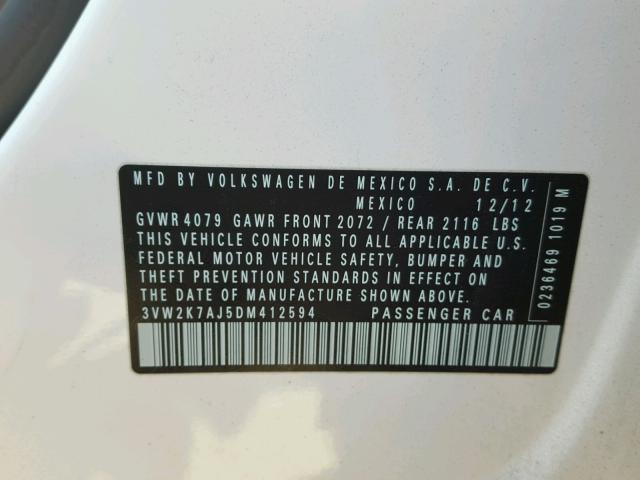 MFD BY VOLKSWAGEN DE MEXICO S.A. DE C.V.
MEXICO 12/12
GVWR 4079 GAWR FRONT 2072 / REAR 2116 LBS
THIS VEHICLE CONFORMS TO ALL APPLICABLE U.S.
FEDERAL MOTOR VEHICLE SAFETY, BUMPER AND
THEFT PREVENTION STANDARDS IN EFFECT ON
THE DATE OF MANUFACTURE SHOWN ABOVE.
3VW2K7AJ5DM412594 PASSENGER CAR
0236469 1019 M